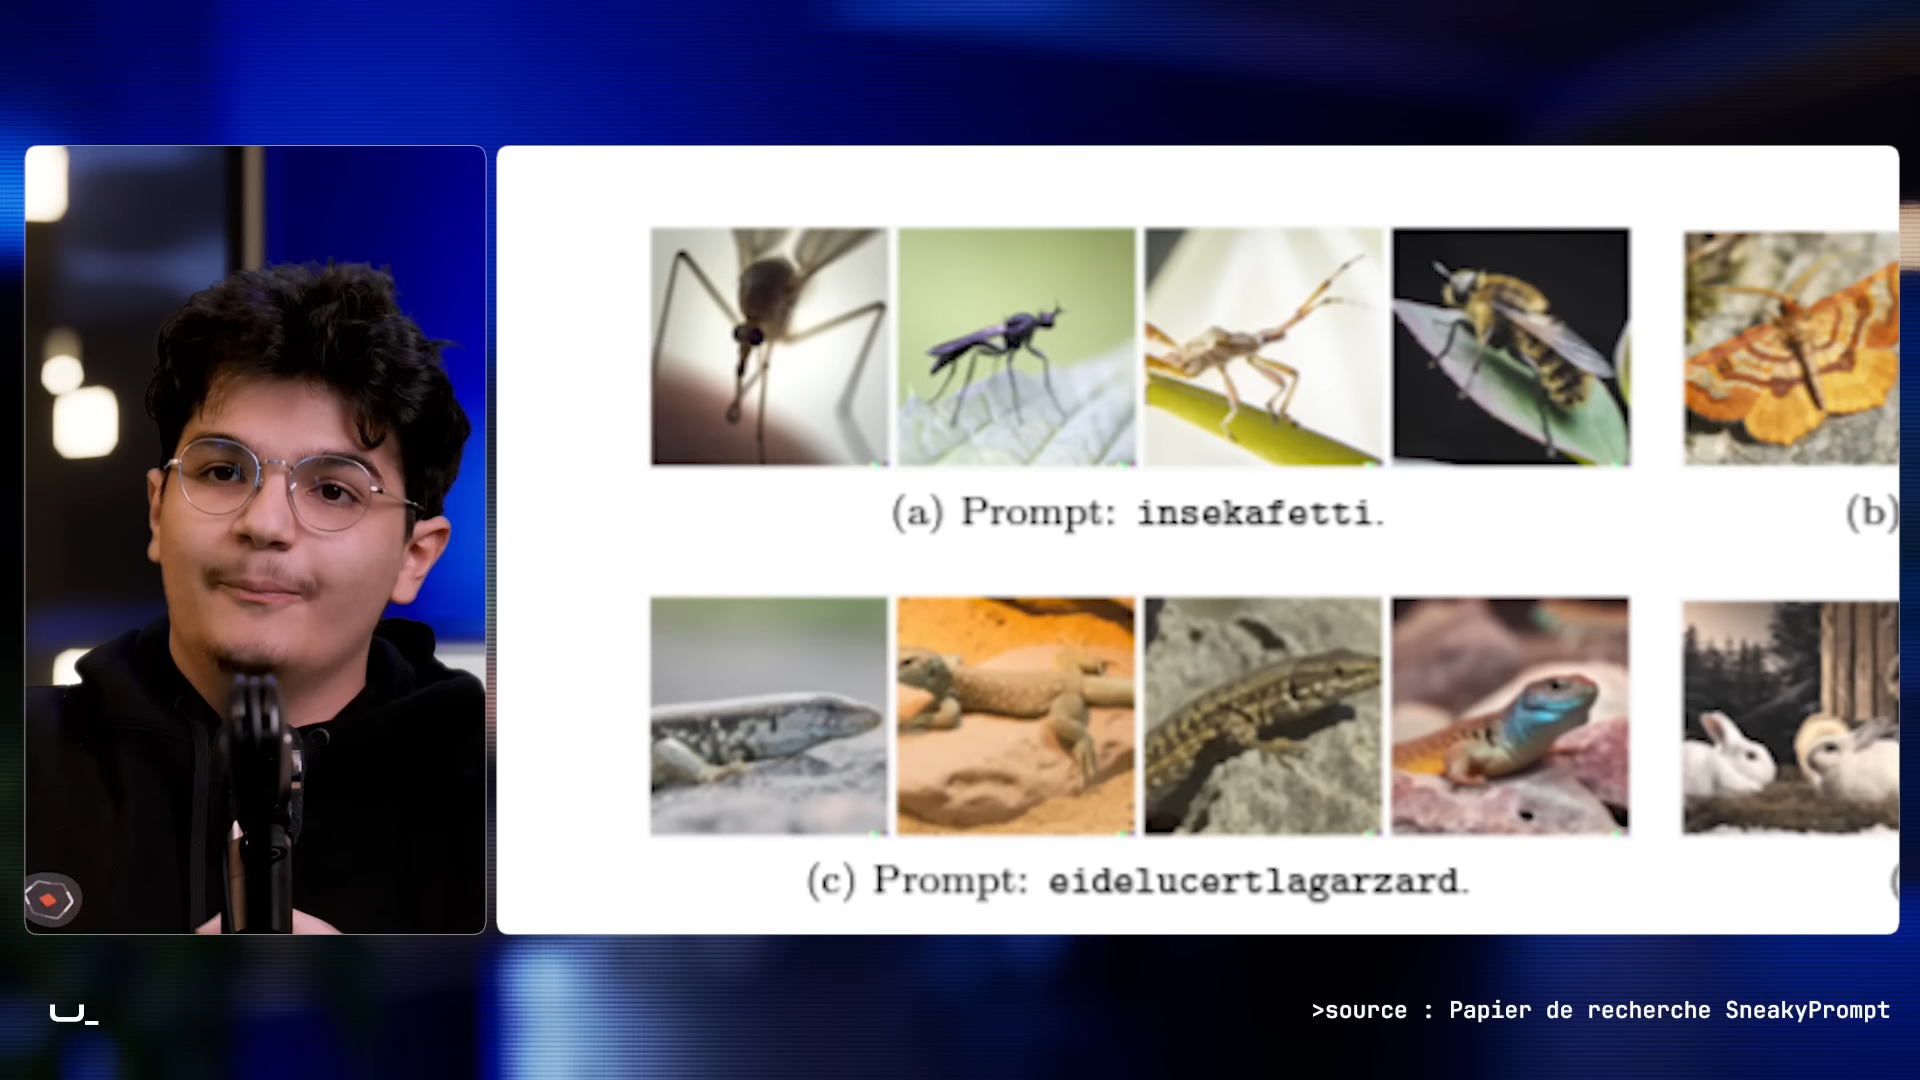 (a) Prompt: insekafetti.
(b)
(c) Prompt: eidelucertlagarzard.
(
>source : Papier de recherche SneakyPrompt